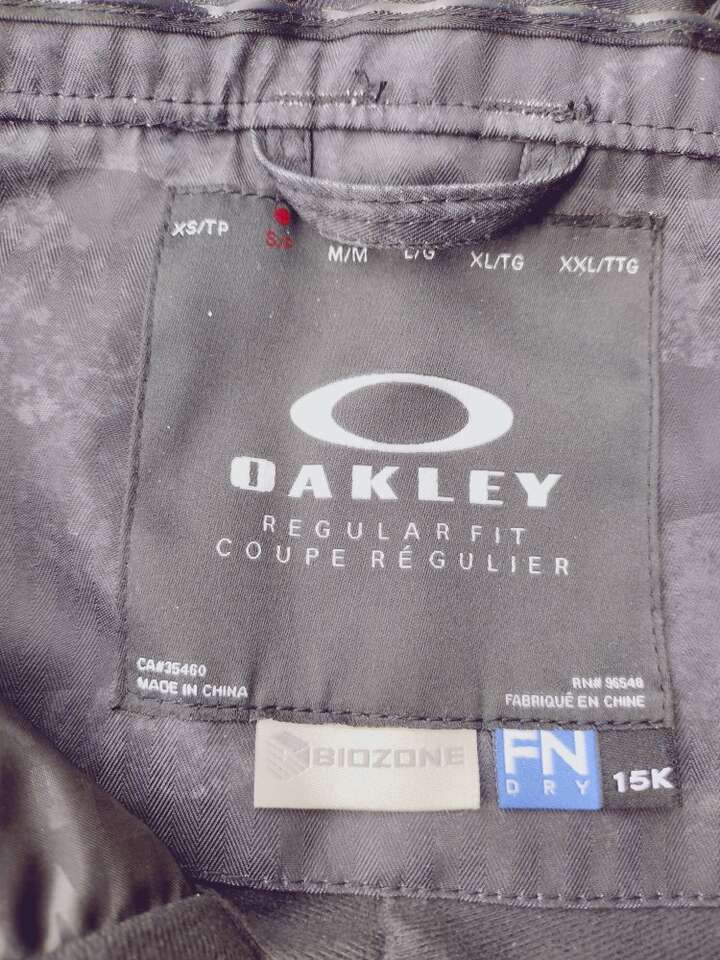 XS/TP S/P M/M L/G XL/TG XXL/TTG
OAKLEY
REGULAR FIT
COUPE RÉGULIER
CA#35460
MADE IN CHINA
RN# 96548
FABRIQUÉ EN CHINE
BIOZONE
FN
DRY
15K